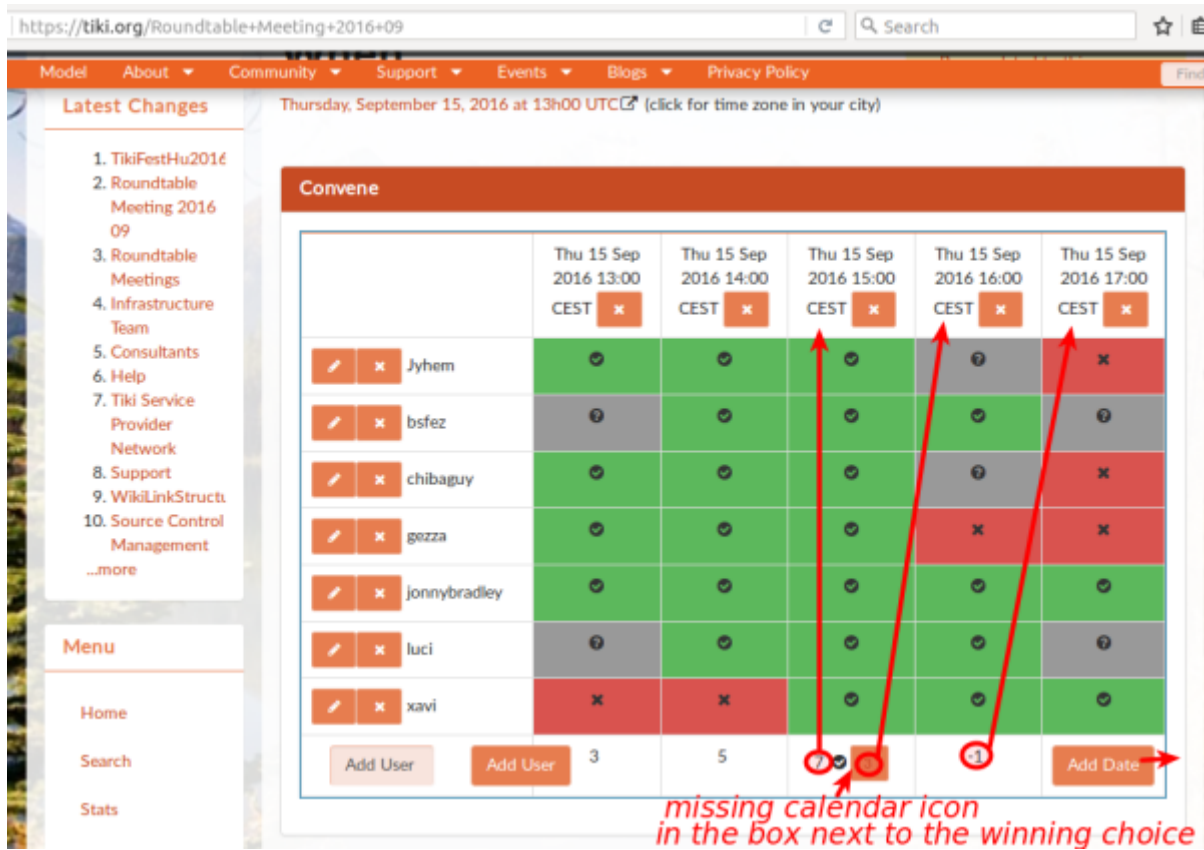 https://tiki.org/Roundtable+Meeting+2016+09
Search
Model About Community Support Events Blogs Privacy Policy
Find
Latest Changes
Thursday, September 15, 2016 at 13h00 UTC (click for time zone in your city)
1. TikiFestHu2016
2. Roundtable
Meeting 2016
09
3. Roundtable
Meetings
4. Infrastructure
Team
5. Consultants
6. Help
7. Tiki Service
Provider
Network
8. Support
9. WikiLinkStructu
10. Source Control
Management
...more
Menu
Home
Search
Stats
Convene
Thu 15 Sep
2016 13:00
CEST
Thu 15 Sep
2016 14:00
CEST
Thu 15 Sep
2016 15:00
CEST
Thu 15 Sep
2016 16:00
CEST
Thu 15 Sep
2016 17:00
CEST
Jyhem
bsfez
chibaguy
gezza
jonnybradley
luci
xavi
Add User Add User 3 5 7 3 -1 Add Date
missing calendar icon
in the box next to the winning choice